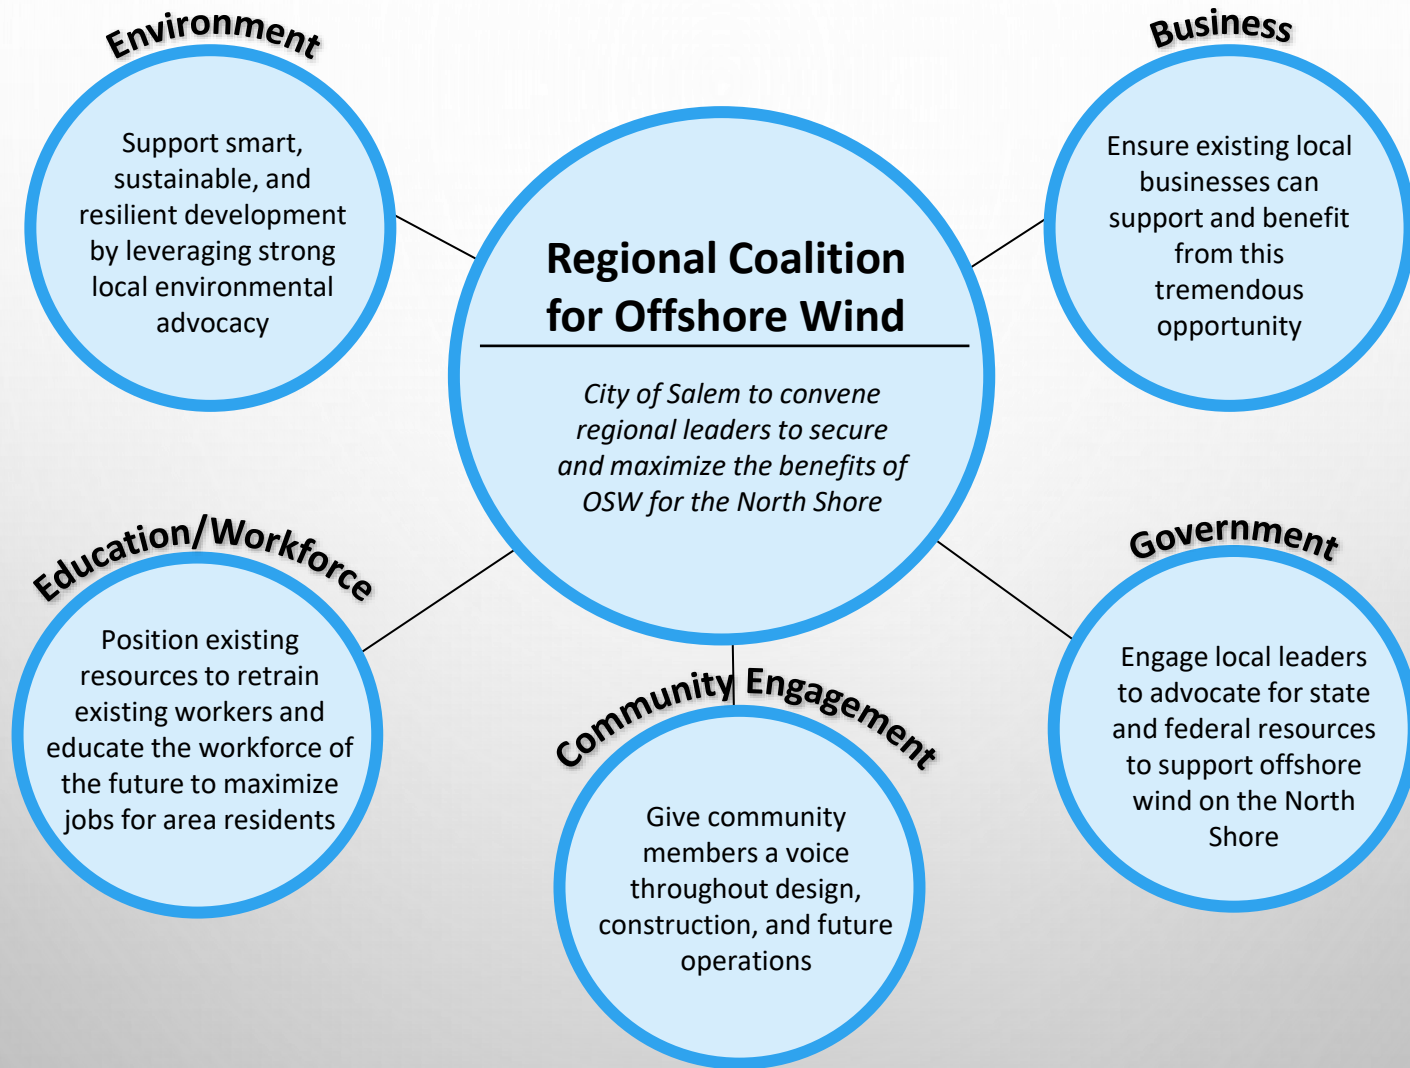 Environment
Support smart,
sustainable, and
resilient development
by leveraging strong
local environmental
advocacy
Business
Ensure existing local
businesses can
support and benefit
from this
tremendous
opportunity
Regional Coalition
for Offshore Wind
City of Salem to convene
regional leaders to secure
and maximize the benefits of
OSW for the North Shore
Education/Workforce
Position existing
resources to retrain
existing workers and
educate the workforce of
the future to maximize
jobs for area residents
Community Engagement
Give community
members a voice
throughout design,
construction, and future
operations
Government
Engage local leaders
to advocate for state
and federal resources
to support offshore
wind on the North
Shore